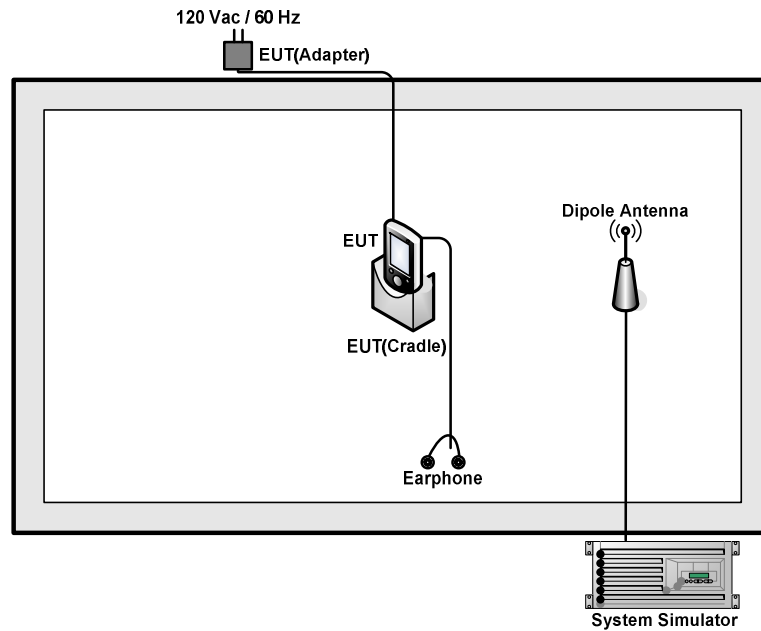 120 Vac / 60 Hz
EUT(Adapter)
Dipole Antenna
EUT
EUT(Cradle)
Earphone
System Simulator